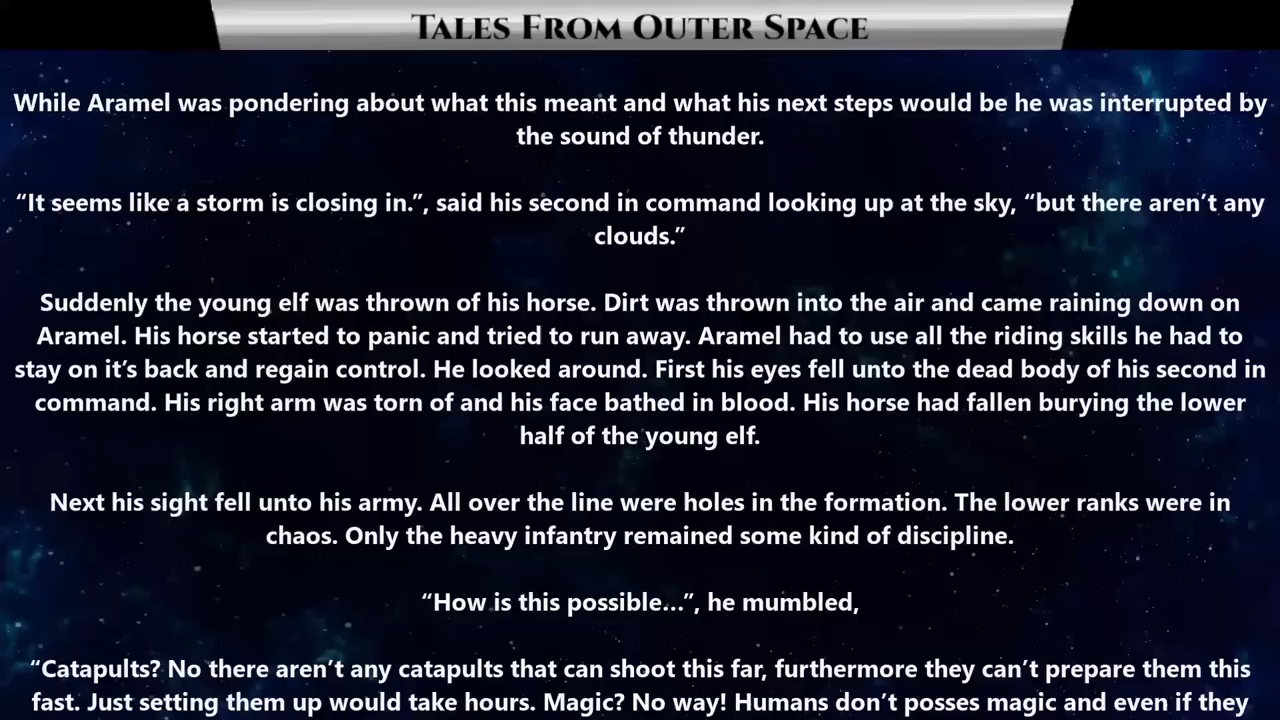 Tales From Outer Space
While Aramel was pondering about what this meant and what his next steps would be he was interrupted by
the sound of thunder.
“It seems like a storm is closing in.”, said his second in command looking up at the sky, “but there aren’t any
clouds.”
Suddenly the young elf was thrown of his horse. Dirt was thrown into the air and came raining down on
Aramel. His horse started to panic and tried to run away. Aramel had to use all the riding skills he had to
stay on it’s back and regain control. He looked around. First his eyes fell unto the dead body of his second in
command. His right arm was torn of and his face bathed in blood. His horse had fallen burying the lower
half of the young elf.
Next his sight fell unto his army. All over the line were holes in the formation. The lower ranks were in
chaos. Only the heavy infantry remained some kind of discipline.
“How is this possible...”, he mumbled,
“Catapults? No there aren’t any catapults that can shoot this far, furthermore they can’t prepare them this
fast. Just setting them up would take hours. Magic? No way! Humans don’t posses magic and even if they